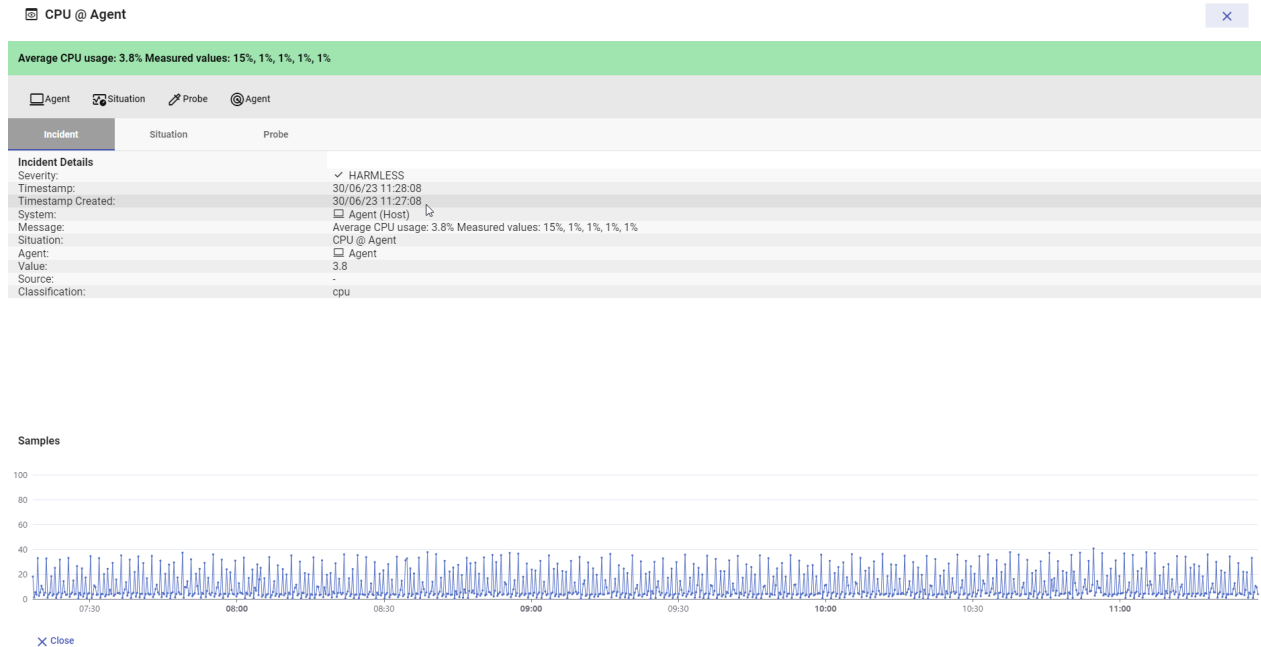 CPU @ Agent
Average CPU usage: 3.8% Measured values: 15%, 1%, 1%, 1%, 1%
Agent Situation Probe Agent
Incident Situation Probe
Incident Details
Severity: HARMLESS
Timestamp: 30/06/23 11:28:08
Timestamp Created: 30/06/23 11:27:08
System: Agent (Host)
Message: Average CPU usage: 3.8% Measured values: 15%, 1%, 1%, 1%, 1%
Situation: CPU @ Agent
Agent: Agent
Value: 3.8
Source: -
Classification: cpu
Samples
100
80
60
40
20
0
07:30 08:00 08:30 09:00 09:30 10:00 10:30 11:00
Close